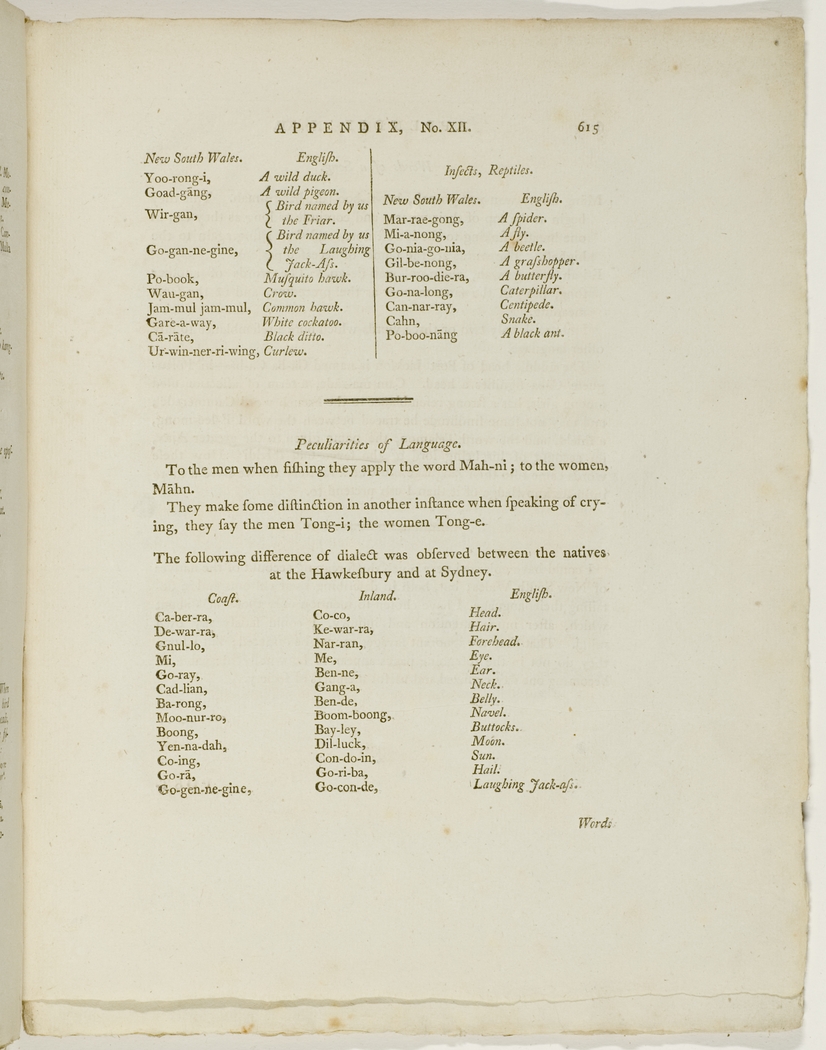 APPENDIX, No. XII. 615
New South Wales. Engliſh.
Yoo-rong-i, A wild duck.
Goad-gāng, A wild pigeon.
Wir-gan, { Bird named by us
the Friar.
Go-gan-ne-gine, { Bird named by us
the Laughing
Jack-Aſs.
Po-book, Muſquito hawk.
Wau-gan, Crow.
Jam-mul jam-mul, Common hawk.
Gare-a-way, White cockatoo.
Cā-rāte, Black ditto.
Ur-win-ner-ri-wing, Curlew.
Inſects, Reptiles.
New South Wales. Engliſh.
Mar-rae-gong, A ſpider.
Mi-a-nong, A fly.
Go-nia-go-nia, A beetle.
Gil-be-nong, A graſshopper.
Bur-roo-die-ra, A butterfly.
Go-na-long, Caterpillar.
Can-nar-ray, Centipede.
Cahn, Snake.
Po-boo-nāng A black ant.
Peculiarities of Language.
To the men when fiſhing they apply the word Mah-ni; to the women,
Māhn.
They make ſome diſtinction in another inſtance when ſpeaking of cry-
ing, they ſay the men Tong-i; the women Tong-e.
The following difference of dialect was obſerved between the natives
at the Hawkeſbury and at Sydney.
Coaſt. Inland. Engliſh.
Ca-ber-ra, Co-co, Head.
De-war-ra, Ke-war-ra, Hair.
Gnul-lo, Nar-ran, Forehead.
Mi, Me, Eye.
Go-ray, Ben-ne, Ear.
Cad-lian, Gang-a, Neck.
Ba-rong, Ben-de, Belly.
Moo-nur-ro, Boom-boong, Navel.
Boong, Bay-ley, Buttocks.
Yen-na-dah, Dil-luck, Moon.
Co-ing, Con-do-in, Sun.
Go-rā, Go-ri-ba, Hail.
Go-gen-ne-gine, Go-con-de, Laughing Jack-aſs.
Words